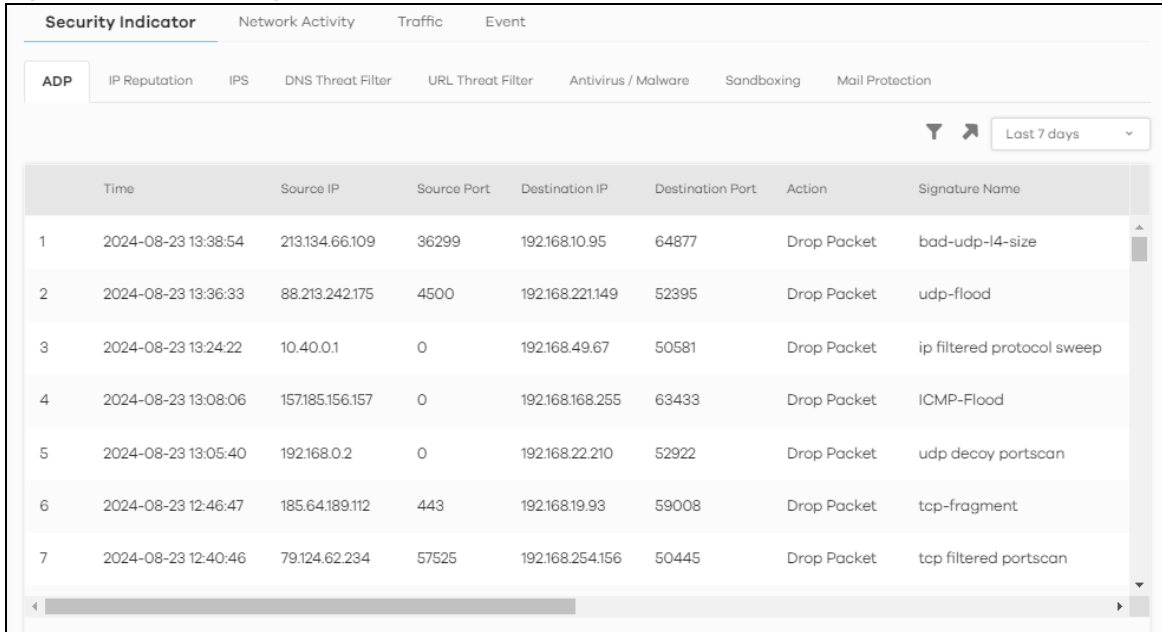 Security Indicator Network Activity Traffic Event
ADP IP Reputation IPS DNS Threat Filter URL Threat Filter Antivirus / Malware Sandboxing Mail Protection
Last 7 days
Time Source IP Source Port Destination IP Destination Port Action Signature Name
1 2024-08-23 13:38:54 213.134.66.109 36299 192.168.10.95 64877 Drop Packet bad-udp-l4-size
2 2024-08-23 13:36:33 88.213.242.175 4500 192.168.221.149 52395 Drop Packet udp-flood
3 2024-08-23 13:24:22 10.40.0.1 0 192.168.49.67 50581 Drop Packet ip filtered protocol sweep
4 2024-08-23 13:08:06 157.185.156.157 0 192.168.168.255 63433 Drop Packet ICMP-Flood
5 2024-08-23 13:05:40 192.168.0.2 0 192.168.22.210 52922 Drop Packet udp decoy portscan
6 2024-08-23 12:46:47 185.64.189.112 443 192.168.19.93 59008 Drop Packet tcp-fragment
7 2024-08-23 12:40:46 79.124.62.234 57525 192.168.254.156 50445 Drop Packet tcp filtered portscan